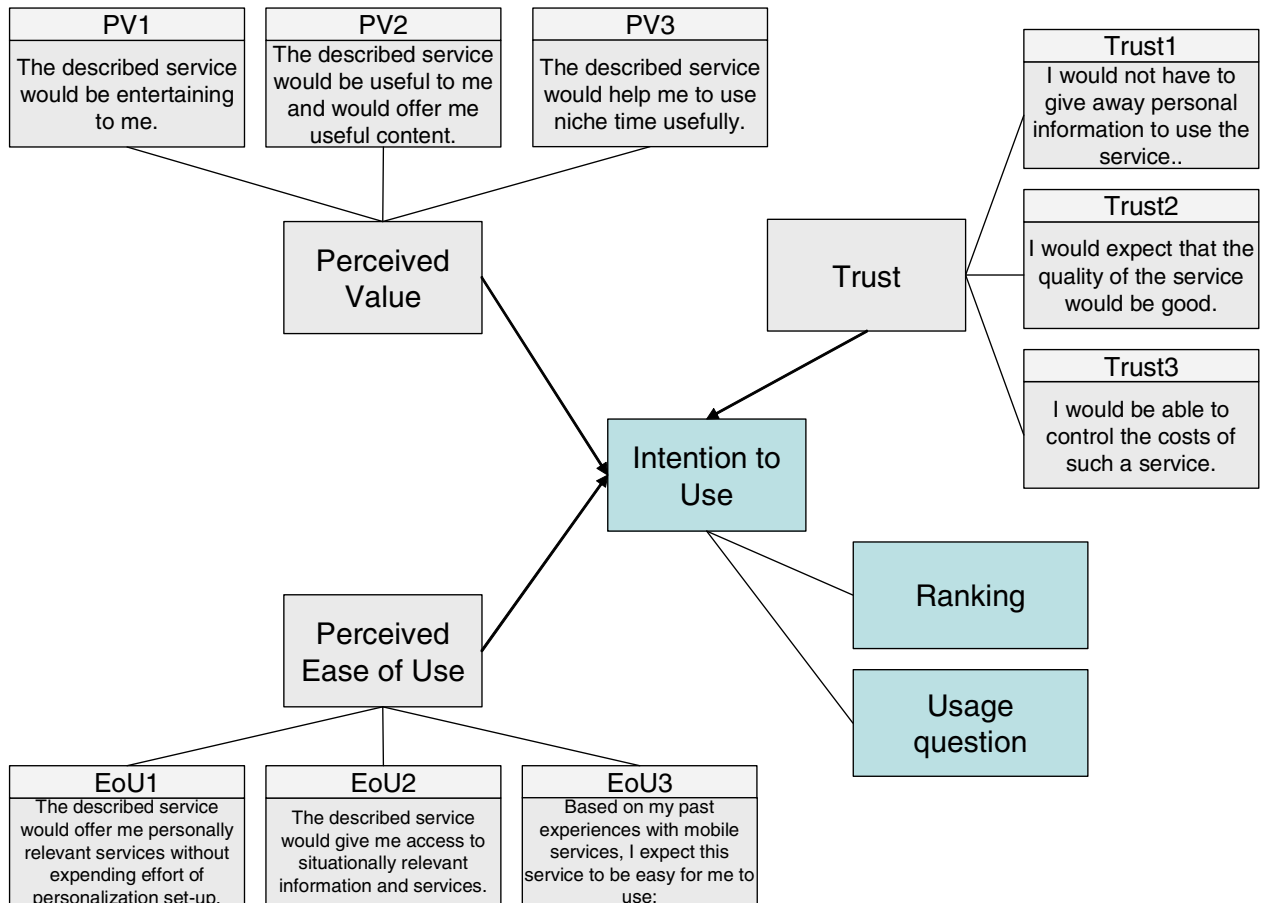 PV1
The described service
would be entertaining
to me.
PV2
The described service
would be useful to me
and would offer me
useful content.
PV3
The described service
would help me to use
niche time usefully.
Trust1
I would not have to
give away personal
information to use the
service..
Trust2
I would expect that the
quality of the service
would be good.
Trust3
I would be able to
control the costs of
such a service.
Perceived
Value
Trust
Intention to
Use
Ranking
Usage
question
Perceived
Ease of Use
EoU1
The described service
would offer me personally
relevant services without
expending effort of
personalization set-up.
EoU2
The described service
would give me access to
situationally relevant
information and services.
EoU3
Based on my past
experiences with mobile
services, I expect this
service to be easy for me to
use: